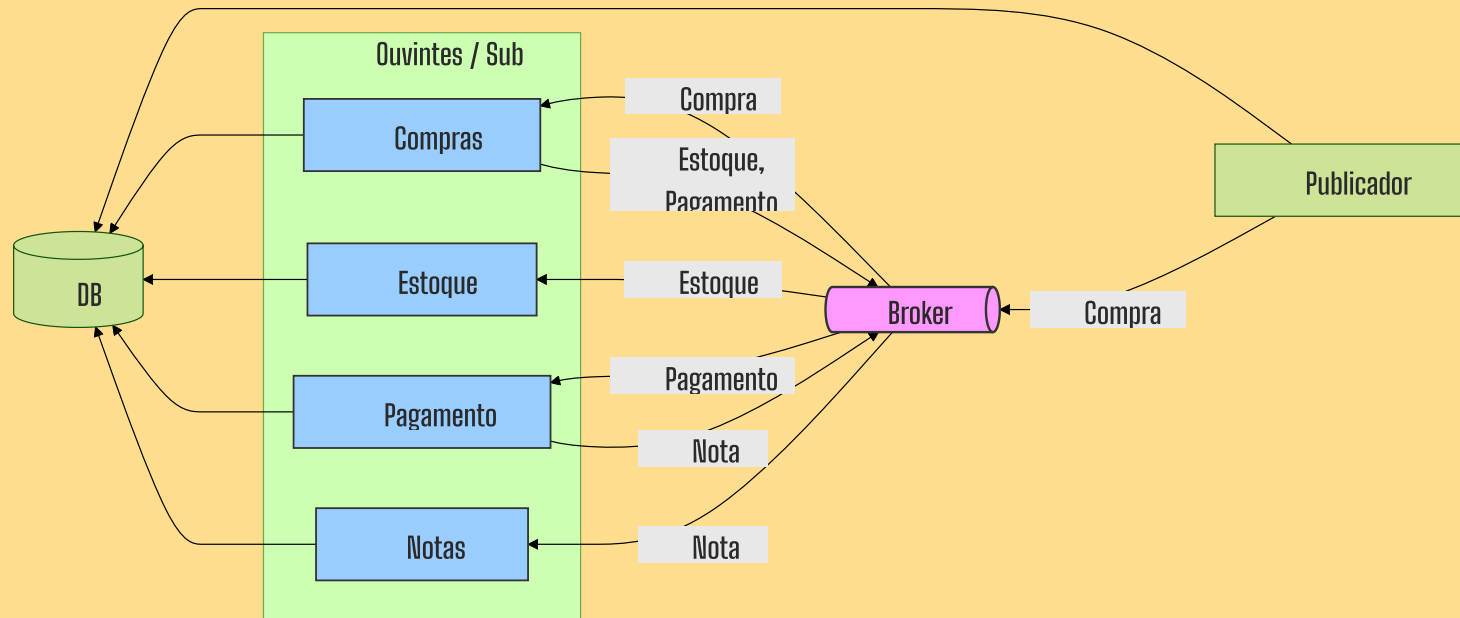 Ouvintes / Sub
Compra
Compras
Estoque,
Pagamento
Publicador
Estoque
Estoque
DB
Broker
Compra
Pagamento
Pagamento
Nota
Notas
Nota